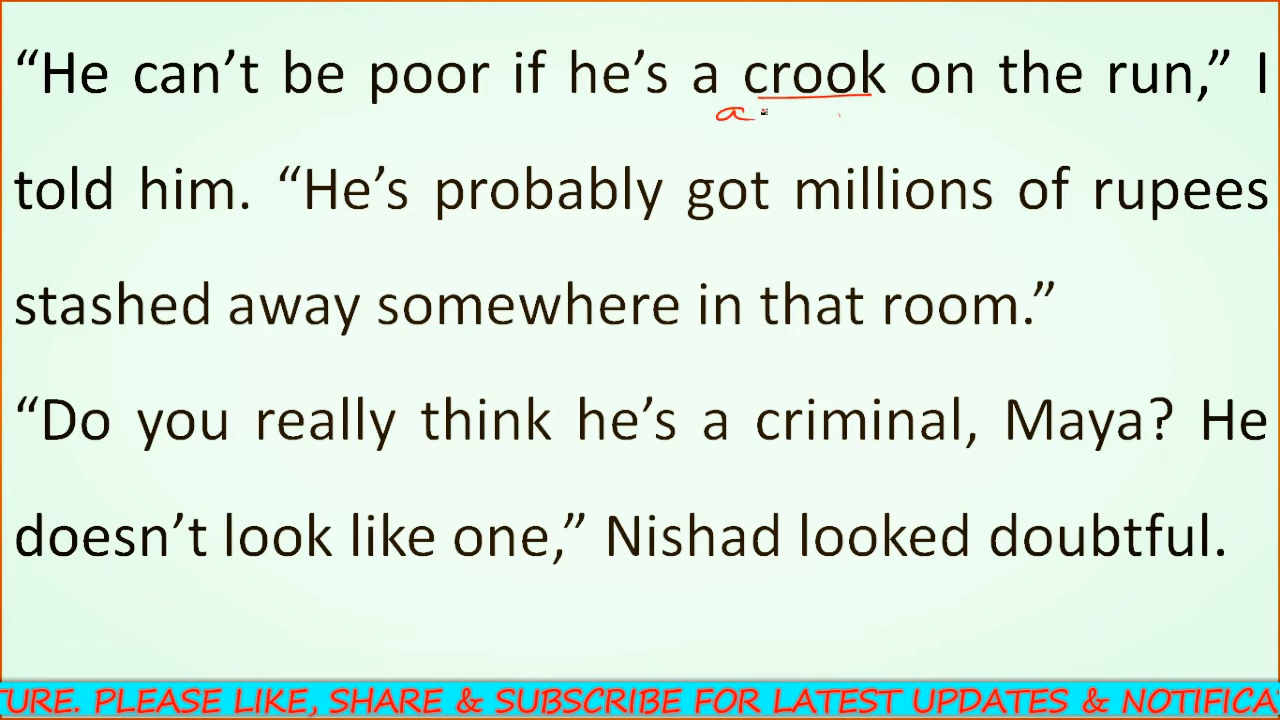 “He can’t be poor if he’s a crook on the run,” I
a
told him. “He’s probably got millions of rupees
stashed away somewhere in that room.”
“Do you really think he’s a criminal, Maya? He
doesn’t look like one,” Nishad looked doubtful.
TURE. PLEASE LIKE, SHARE & SUBSCRIBE FOR LATEST UPDATES & NOTIFICA